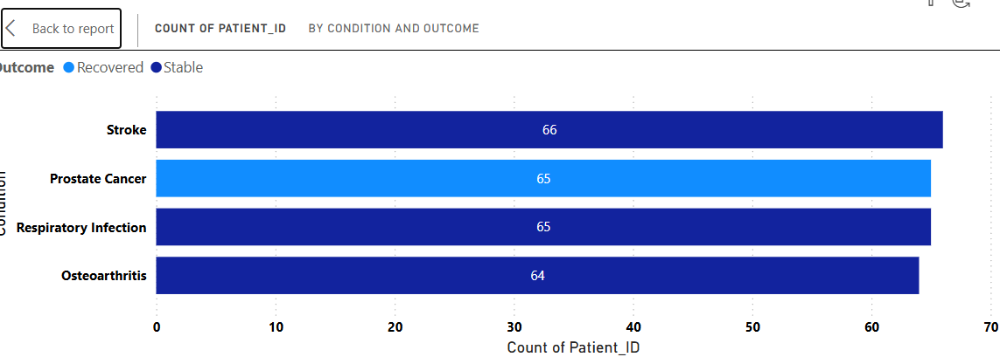 Back to report
COUNT OF PATIENT_ID BY CONDITION AND OUTCOME
Outcome Recovered Stable
Stroke 66
Prostate Cancer 65
Respiratory Infection 65
Osteoarthritis 64
Condition
0 10 20 30 40 50 60 70
Count of Patient_ID